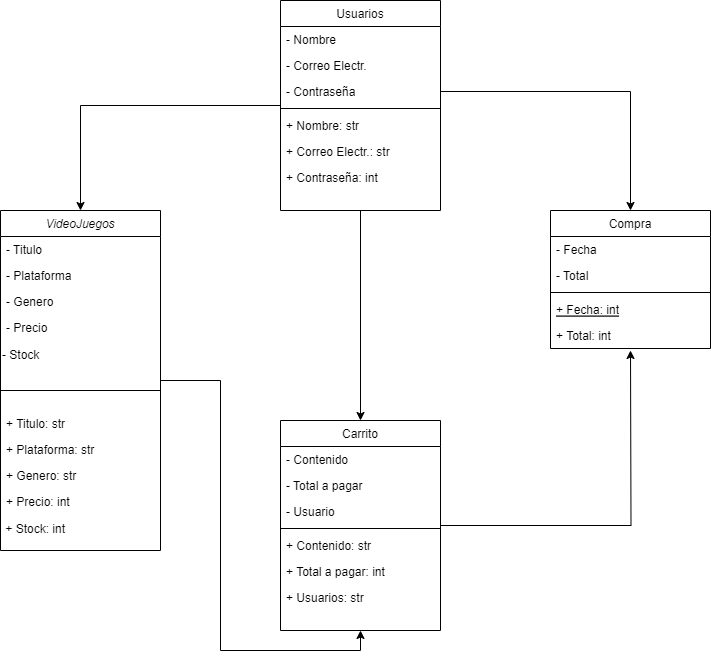 Usuarios
- Nombre
- Correo Electr.
- Contraseña
+ Nombre: str
+ Correo Electr.: str
+ Contraseña: int
VideoJuegos
- Titulo
- Plataforma
- Genero
- Precio
- Stock
+ Titulo: str
+ Plataforma: str
+ Genero: str
+ Precio: int
+ Stock: int
Compra
- Fecha
- Total
+ Fecha: int
+ Total: int
Carrito
- Contenido
- Total a pagar
- Usuario
+ Contenido: str
+ Total a pagar: int
+ Usuarios: str